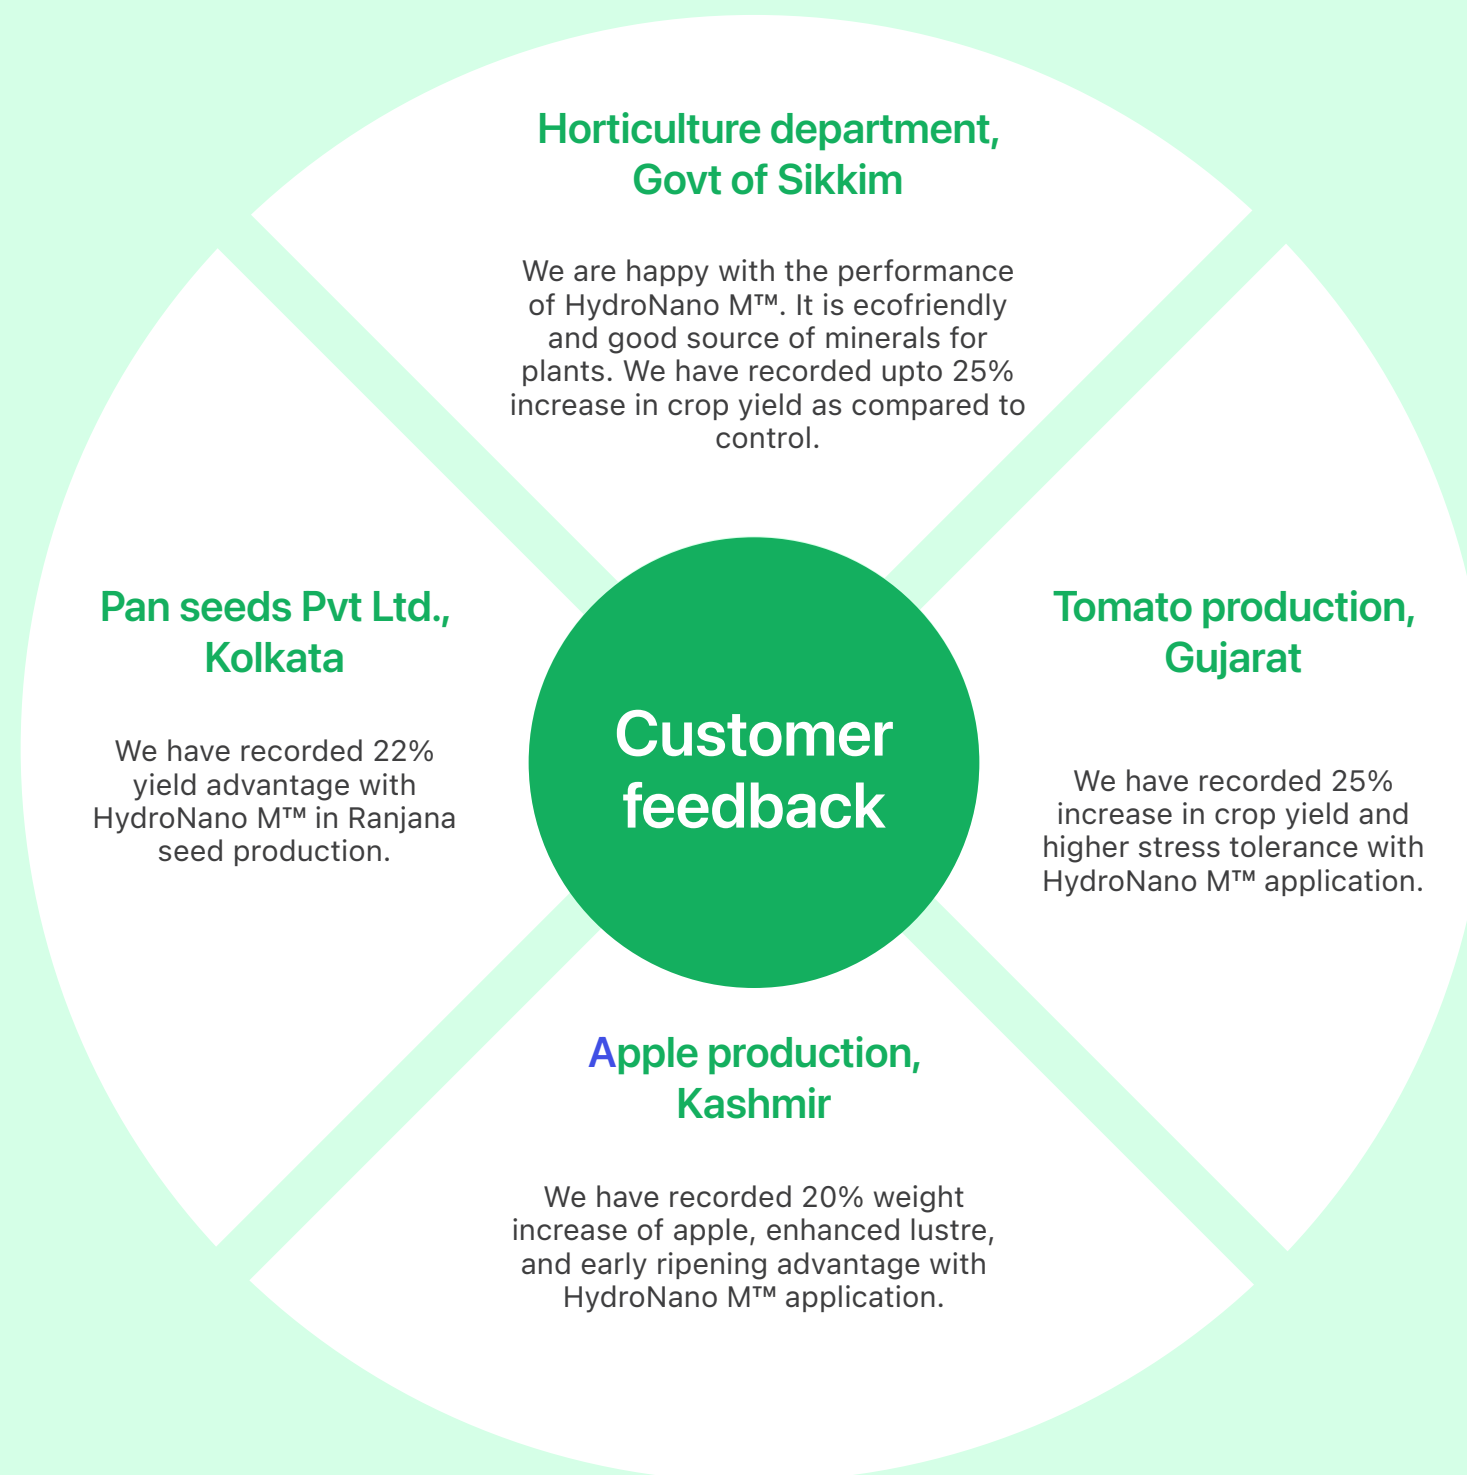 Horticulture department,
Govt of Sikkim
We are happy with the performance
of HydroNano M™. It is ecofriendly
and good source of minerals for
plants. We have recorded upto 25%
increase in crop yield as compared to
control.
Pan seeds Pvt Ltd.,
Kolkata
We have recorded 22%
yield advantage with
HydroNano M™ in Ranjana
seed production.
Customer
feedback
Tomato production,
Gujarat
We have recorded 25%
increase in crop yield and
higher stress tolerance with
HydroNano M™ application.
Apple production,
Kashmir
We have recorded 20% weight
increase of apple, enhanced lustre,
and early ripening advantage with
HydroNano M™ application.